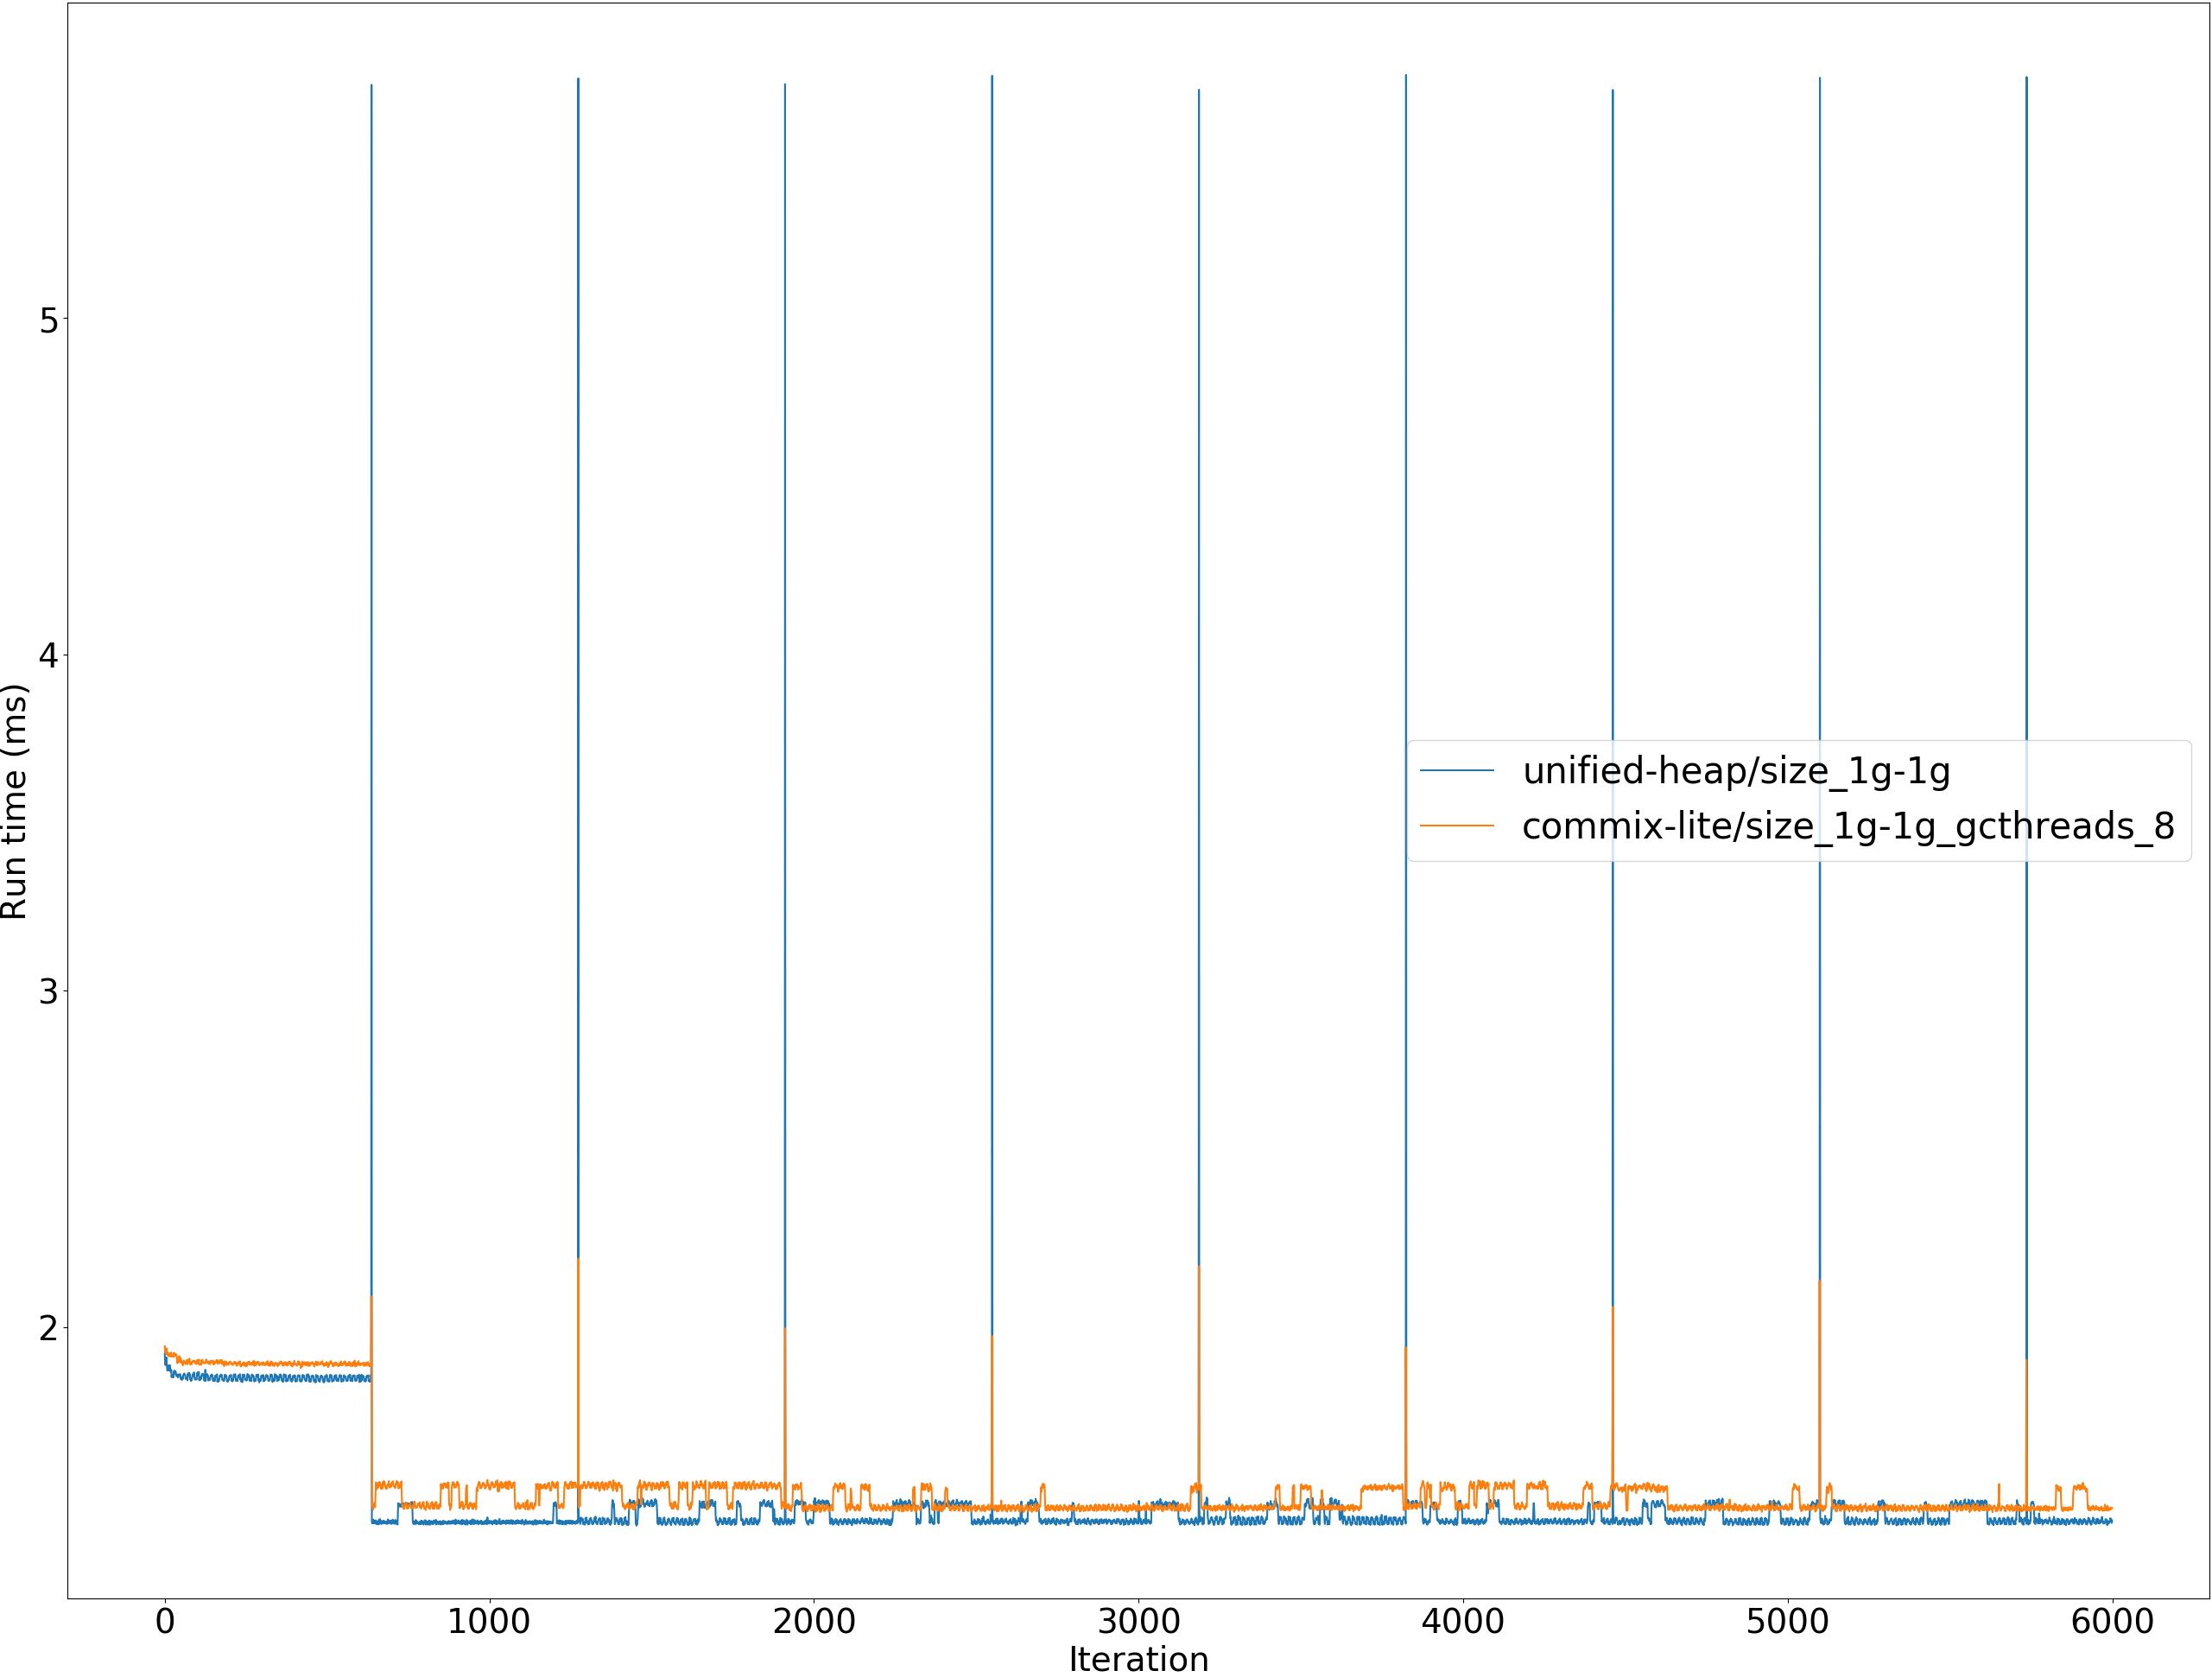 Run time (ms)
5
4
3
2
unified-heap/size_1g-1g
commix-lite/size_1g-1g_gcthreads_8
0 1000 2000 3000 4000 5000 6000
Iteration